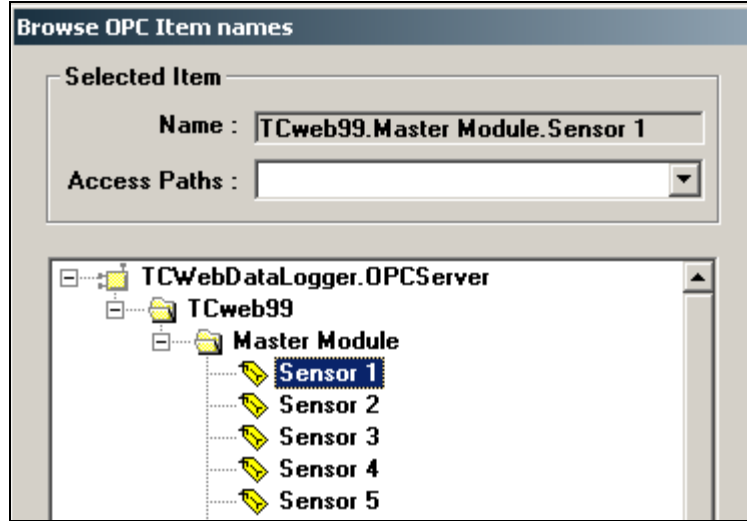 Browse OPC Item names
Selected Item
Name : TCweb99.Master Module.Sensor 1
Access Paths :
TCWebDataLogger.OPCServer
TCweb99
Master Module
Sensor 1
Sensor 2
Sensor 3
Sensor 4
Sensor 5